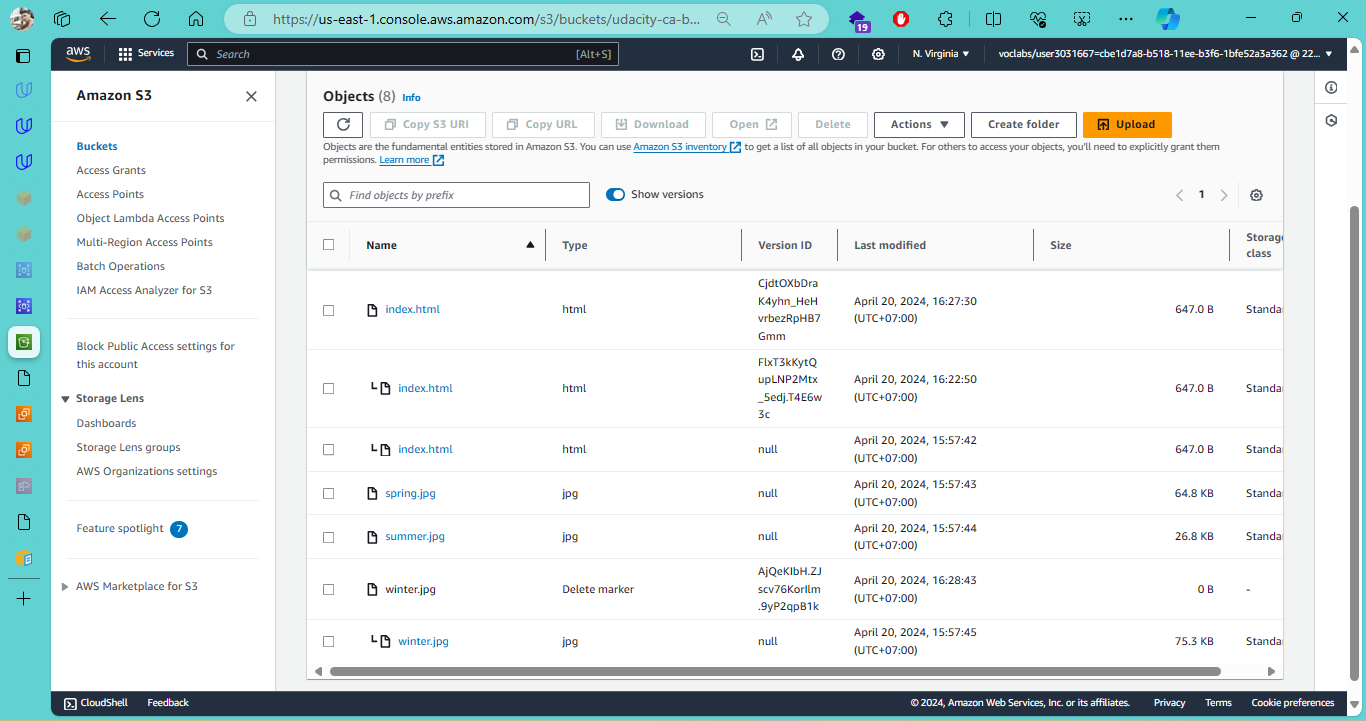 https://us-east-1.console.aws.amazon.com/s3/buckets/udacity-ca-b...
19
aws
Services
Search
[Alt+S]
N. Virginia
voclabs/user3031667=cbe1d7a8-b518-11ee-b3f6-1bfe52a3a362 @ 22...
Amazon S3
Buckets
Access Grants
Access Points
Object Lambda Access Points
Multi-Region Access Points
Batch Operations
IAM Access Analyzer for S3
Block Public Access settings for
this account
Storage Lens
Dashboards
Storage Lens groups
AWS Organizations settings
Feature spotlight 7
AWS Marketplace for S3
Objects (8) Info
Copy S3 URI
Copy URL
Download
Open
Delete
Actions
Create folder
Upload
Objects are the fundamental entities stored in Amazon S3. You can use Amazon S3 inventory to get a list of all objects in your bucket. For others to access your objects, you'll need to explicitly grant them
permissions. Learn more
Find objects by prefix
Show versions
1
Name
Type
Version ID
Last modified
Size
Storage
class
index.html
html
CjdtOXbDra
K4yhn_HeH
vrbezRpHB7
Gmm
April 20, 2024, 16:27:30
(UTC+07:00)
647.0 B
Standa
index.html
html
FlxT3kKytQ
upLNP2Mtx
_5edj.T4E6w
3c
April 20, 2024, 16:22:50
(UTC+07:00)
647.0 B
Standa
index.html
html
null
April 20, 2024, 15:57:42
(UTC+07:00)
647.0 B
Standa
spring.jpg
jpg
null
April 20, 2024, 15:57:43
(UTC+07:00)
64.8 KB
Standa
summer.jpg
jpg
null
April 20, 2024, 15:57:44
(UTC+07:00)
26.8 KB
Standa
winter.jpg
Delete marker
AjQeKIbH.ZJ
scv76KorIlm
.9yP2qpB1k
April 20, 2024, 16:28:43
(UTC+07:00)
0 B
-
winter.jpg
jpg
null
April 20, 2024, 15:57:45
(UTC+07:00)
75.3 KB
Standa
CloudShell
Feedback
© 2024, Amazon Web Services, Inc. or its affiliates.
Privacy
Terms
Cookie preferences